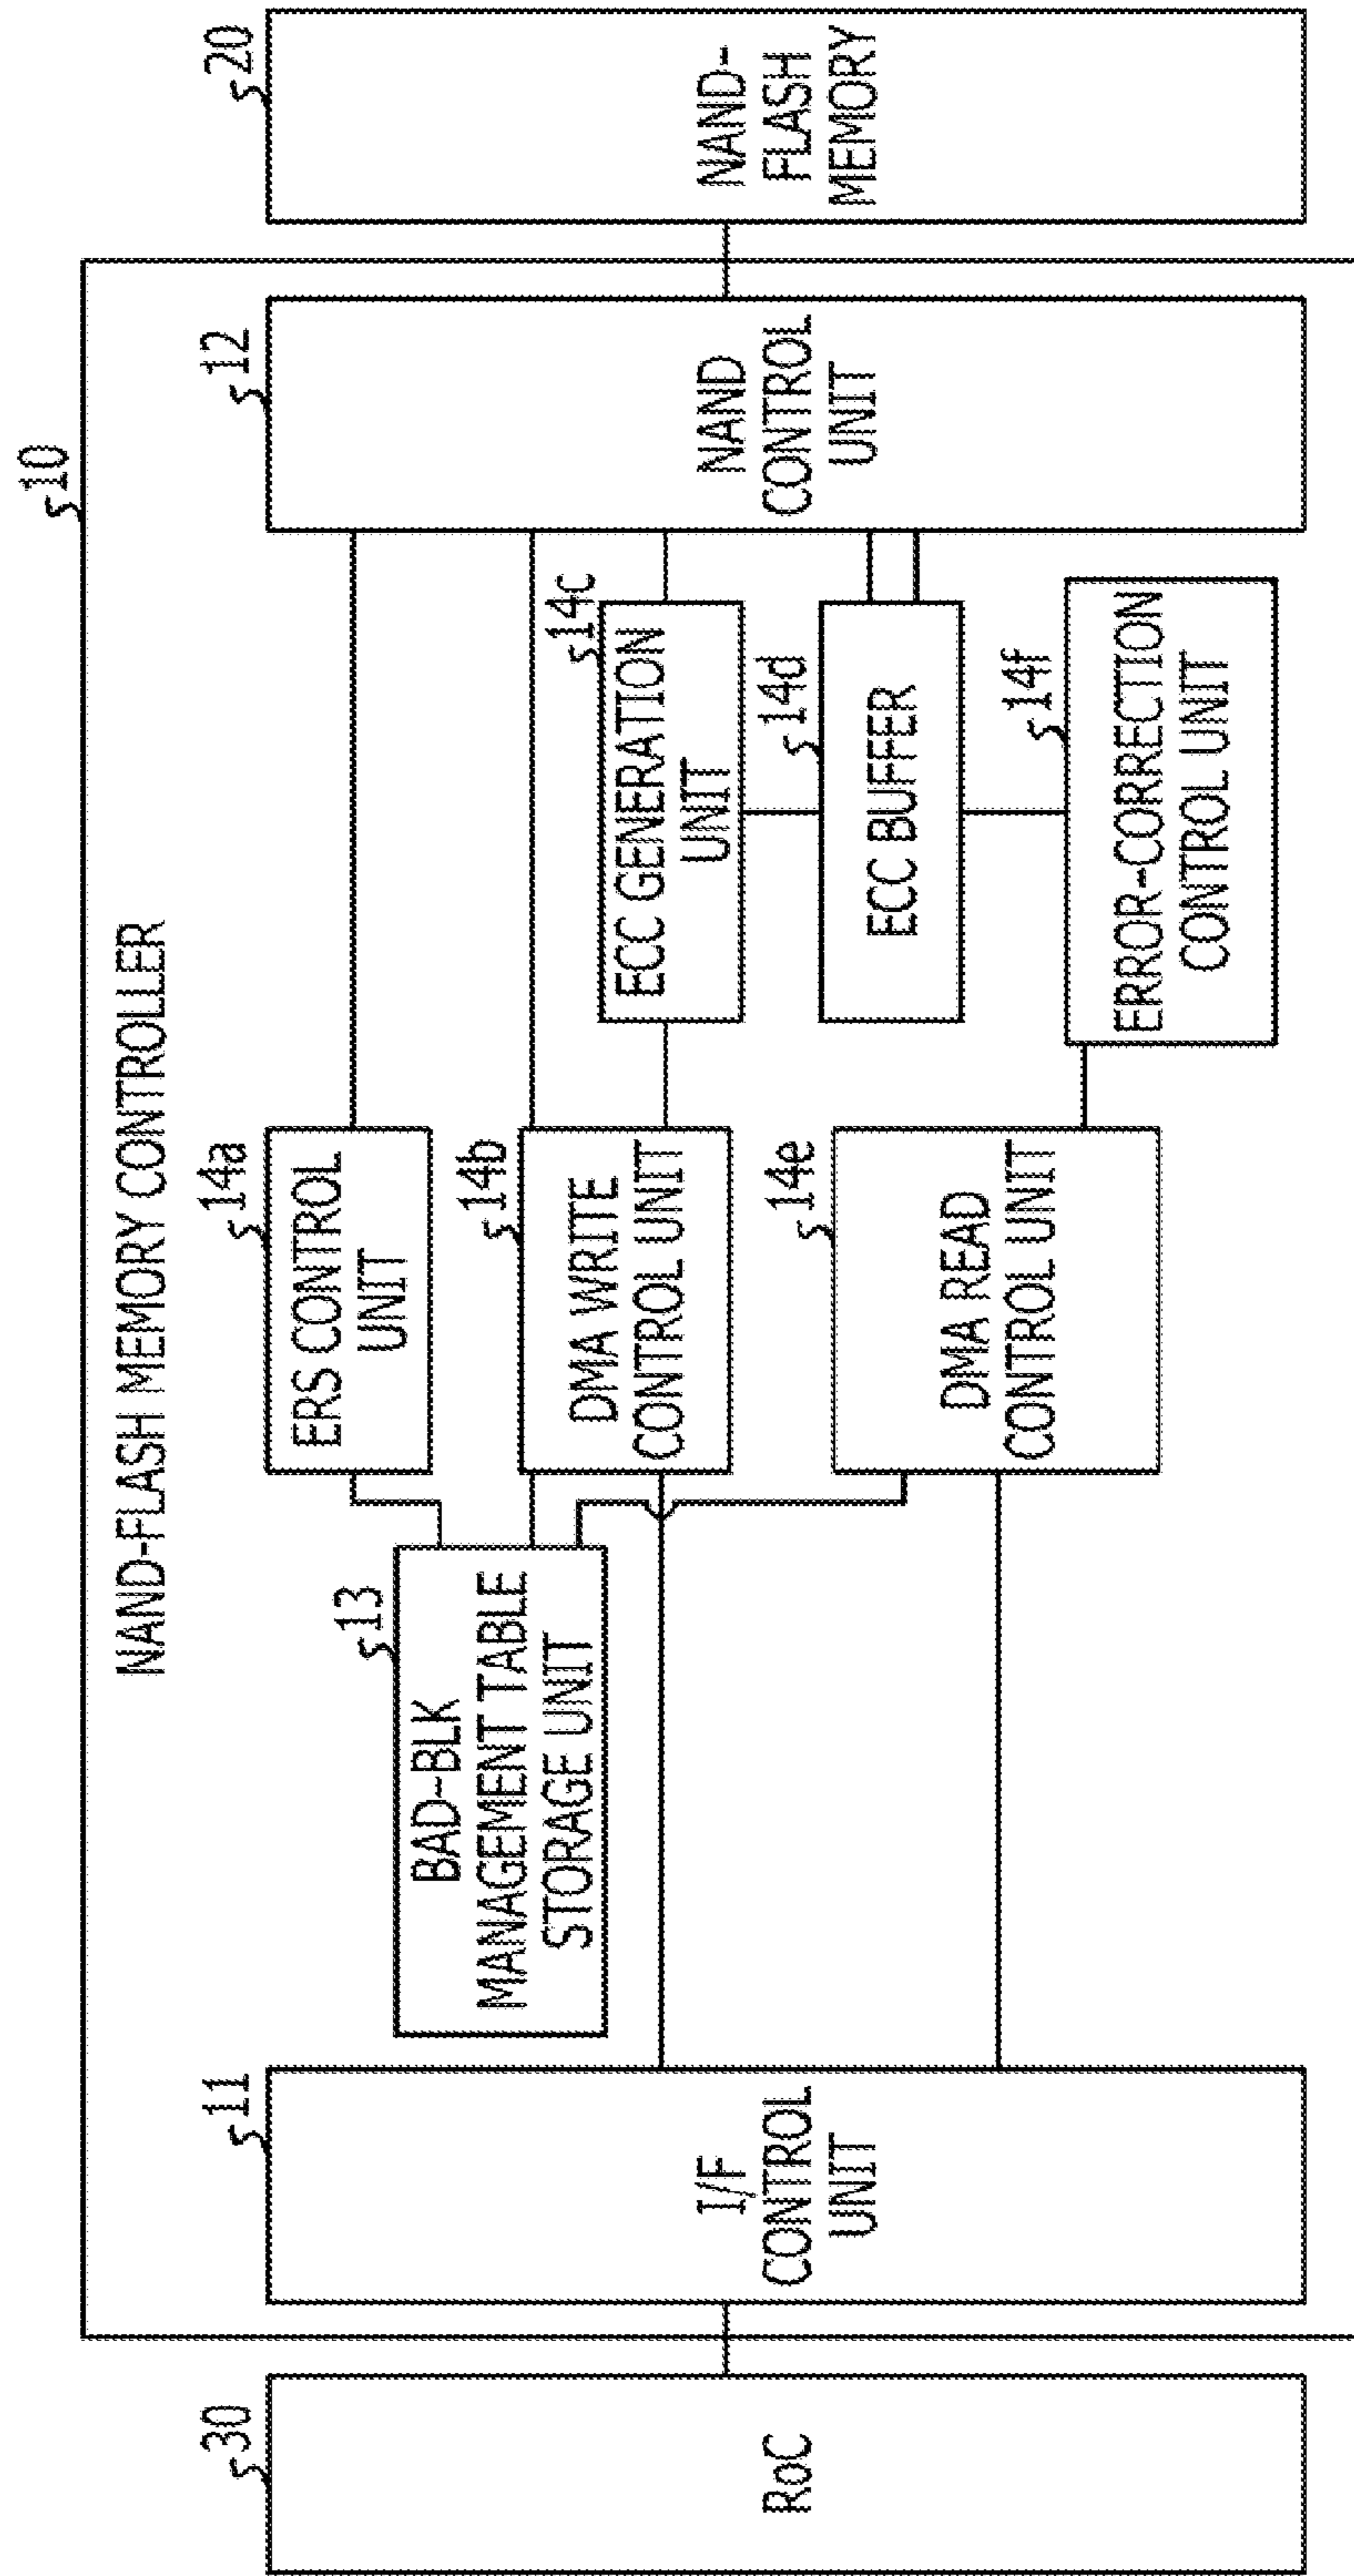 10
NAND-FLASH MEMORY CONTROLLER
30
RoC
11
I/F
CONTROL
UNIT
13
BAD-BLK
MANAGEMENT TABLE
STORAGE UNIT
14a
ERS CONTROL
UNIT
14b
DMA WRITE
CONTROL UNIT
14e
DMA READ
CONTROL UNIT
14c
ECC GENERATION
UNIT
14d
ECC BUFFER
14f
ERROR-CORRECTION
CONTROL UNIT
12
NAND
CONTROL
UNIT
20
NAND-
FLASH
MEMORY